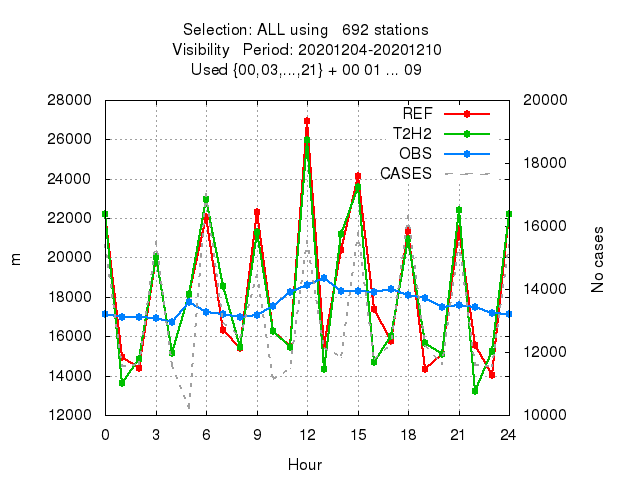 Selection: ALL using   692 stations
Visibility   Period: 20201204-20201210
Used {00,03,...,21} + 00 01 ... 09
28000
26000
24000
22000
20000
18000
16000
14000
12000
20000
18000
16000
14000
12000
10000
REF
T2H2
OBS
CASES
m
No cases
0 3 6 9 12 15 18 21 24
Hour